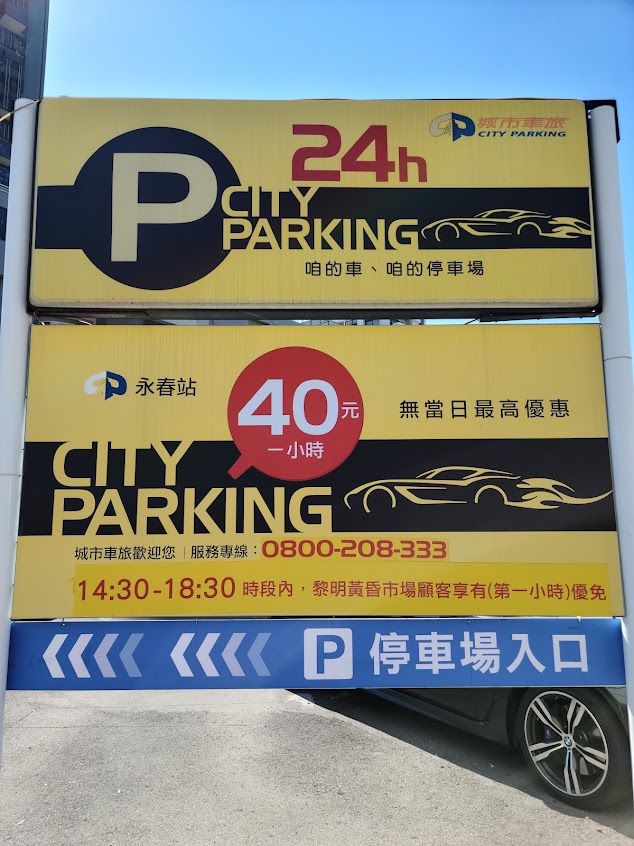 城市車旅
CITY PARKING
24h
P
CITY
PARKING
咱的車、咱的停車場
永春站
40元
一小時
無當日最高優惠
CITY
PARKING
城市車旅歡迎您｜服務專線：0800-208-333
14:30-18:30 時段內，黎明黃昏市場顧客享有(第一小時)優免
P 停車場入口